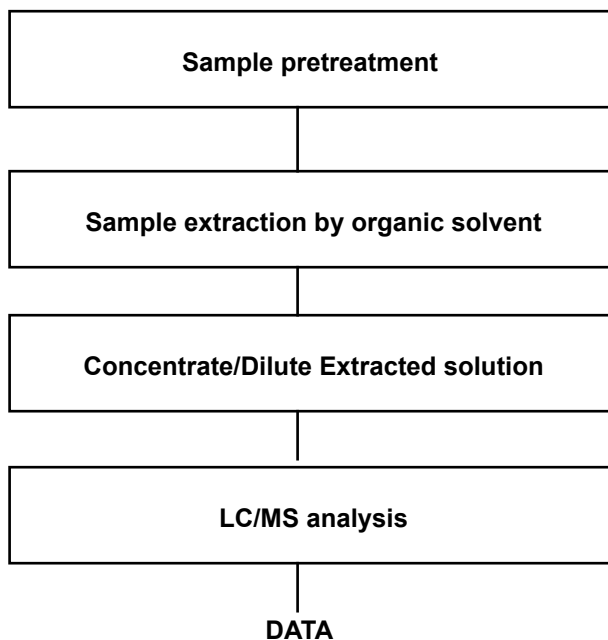 Sample pretreatment
Sample extraction by organic solvent
Concentrate/Dilute Extracted solution
LC/MS analysis
DATA